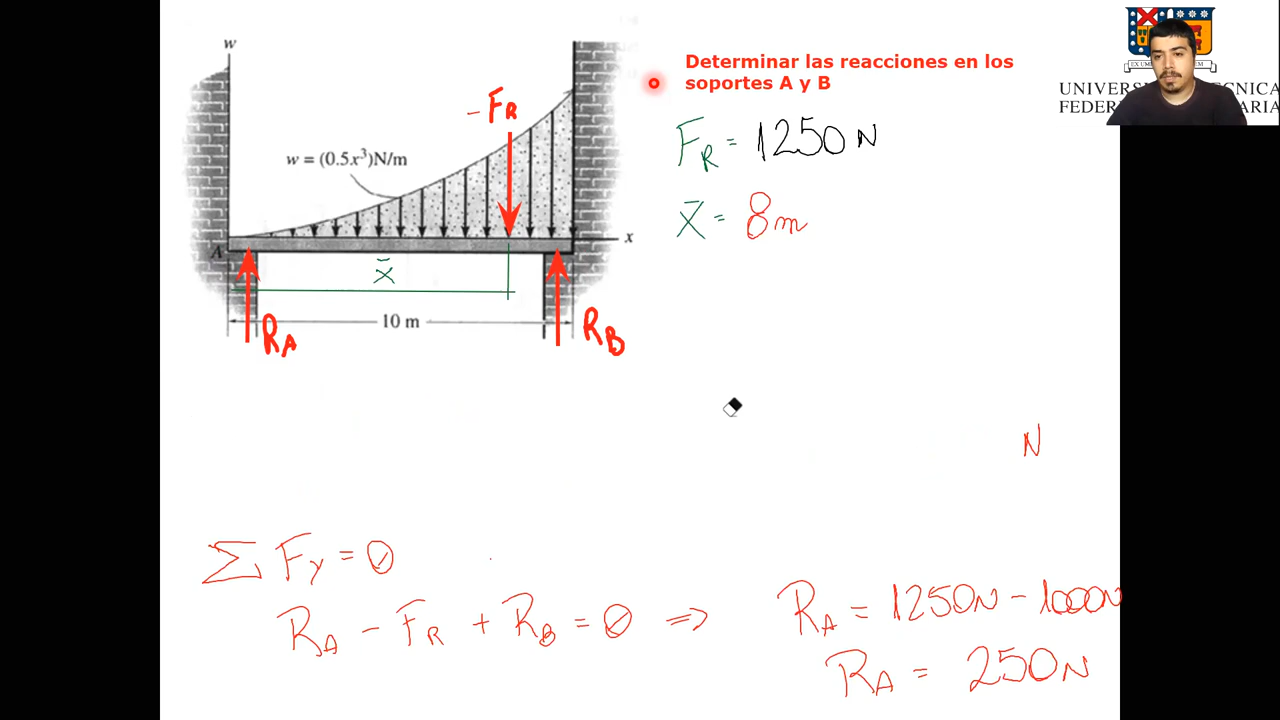 w
w = (0.5x³)N/m
-FR
x
A
x̄
10 m
RA
RB
Determinar las reacciones en los
soportes A y B
FR = 1250 N
x̄ = 8m
N
Σ Fy = 0
RA - FR + RB = 0 ⇒
RA = 1250N - 1000N
RA = 250N